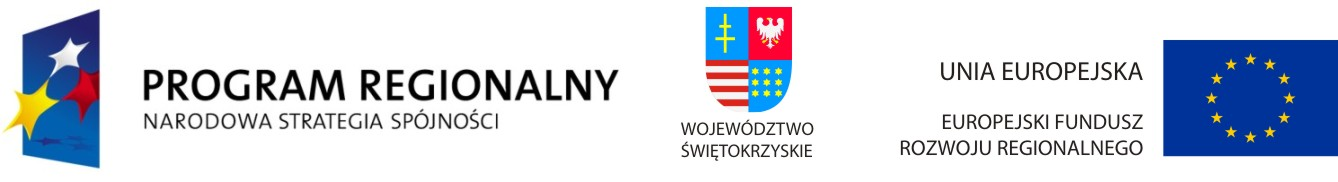 PROGRAM REGIONALNY
NARODOWA STRATEGIA SPÓJNOŚCI
WOJEWÓDZTWO
ŚWIĘTOKRZYSKIE
UNIA EUROPEJSKA
EUROPEJSKI FUNDUSZ
ROZWOJU REGIONALNEGO